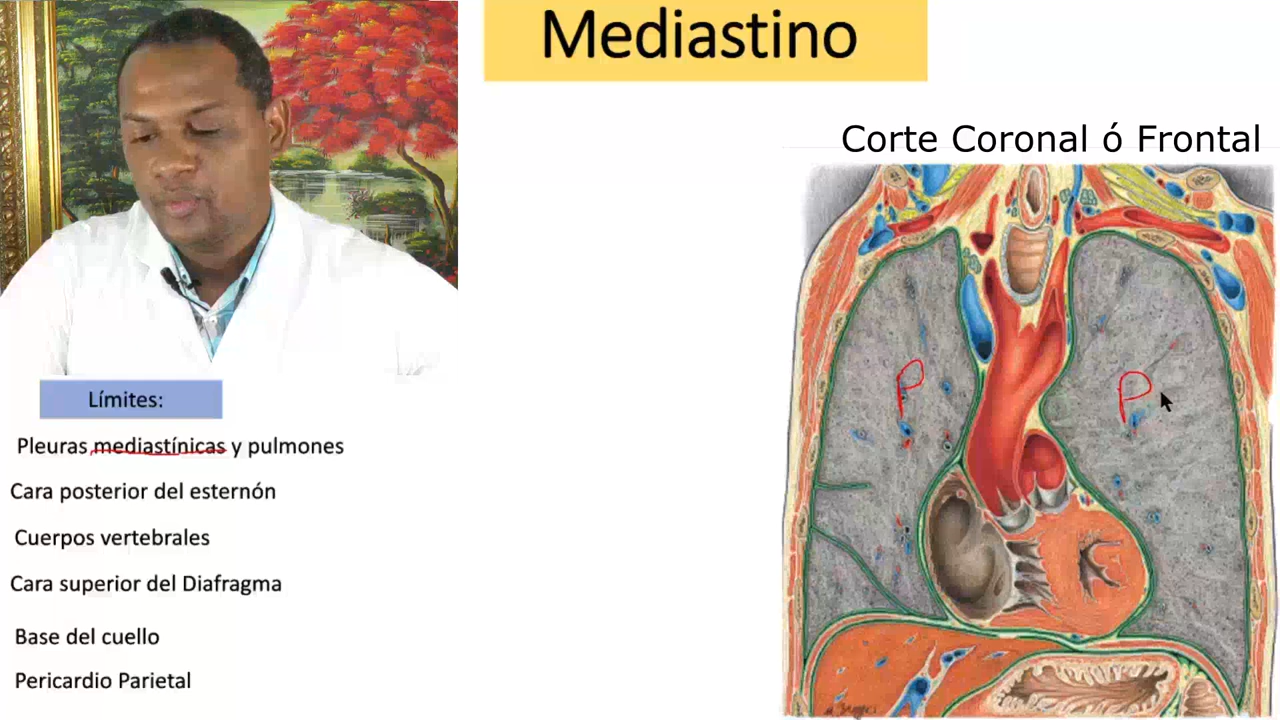 Mediastino
Corte Coronal ó Frontal
P
P
Límites:
Pleuras mediastínicas y pulmones
Cara posterior del esternón
Cuerpos vertebrales
Cara superior del Diafragma
Base del cuello
Pericardio Parietal